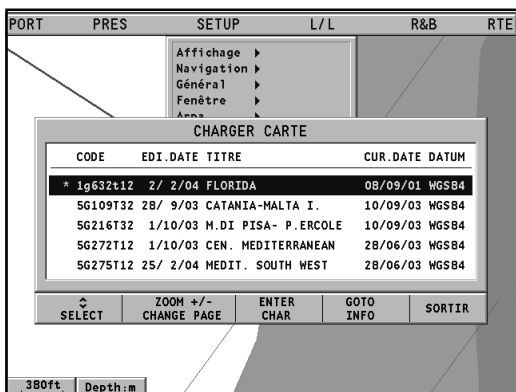 PORT PRES SETUP L/L R&B RTE
Affichage
Navigation
Général
Fenêtre
Arpa
CHARGER CARTE
CODE EDI.DATE TITRE CUR.DATE DATUM
* 1g632t12 2/ 2/04 FLORIDA 08/09/01 WGS84
5G109T32 28/ 9/03 CATANIA-MALTA I. 10/09/03 WGS84
5G216T32 1/10/03 M.DI PISA- P.ERCOLE 10/09/03 WGS84
5G272T12 1/10/03 CEN. MEDITERRANEAN 28/06/03 WGS84
5G275T12 25/ 2/04 MEDIT. SOUTH WEST 28/06/03 WGS84
SELECT
ZOOM +/-
CHANGE PAGE
ENTER
CHAR
GOTO
INFO
SORTIR
380ft Depth:m